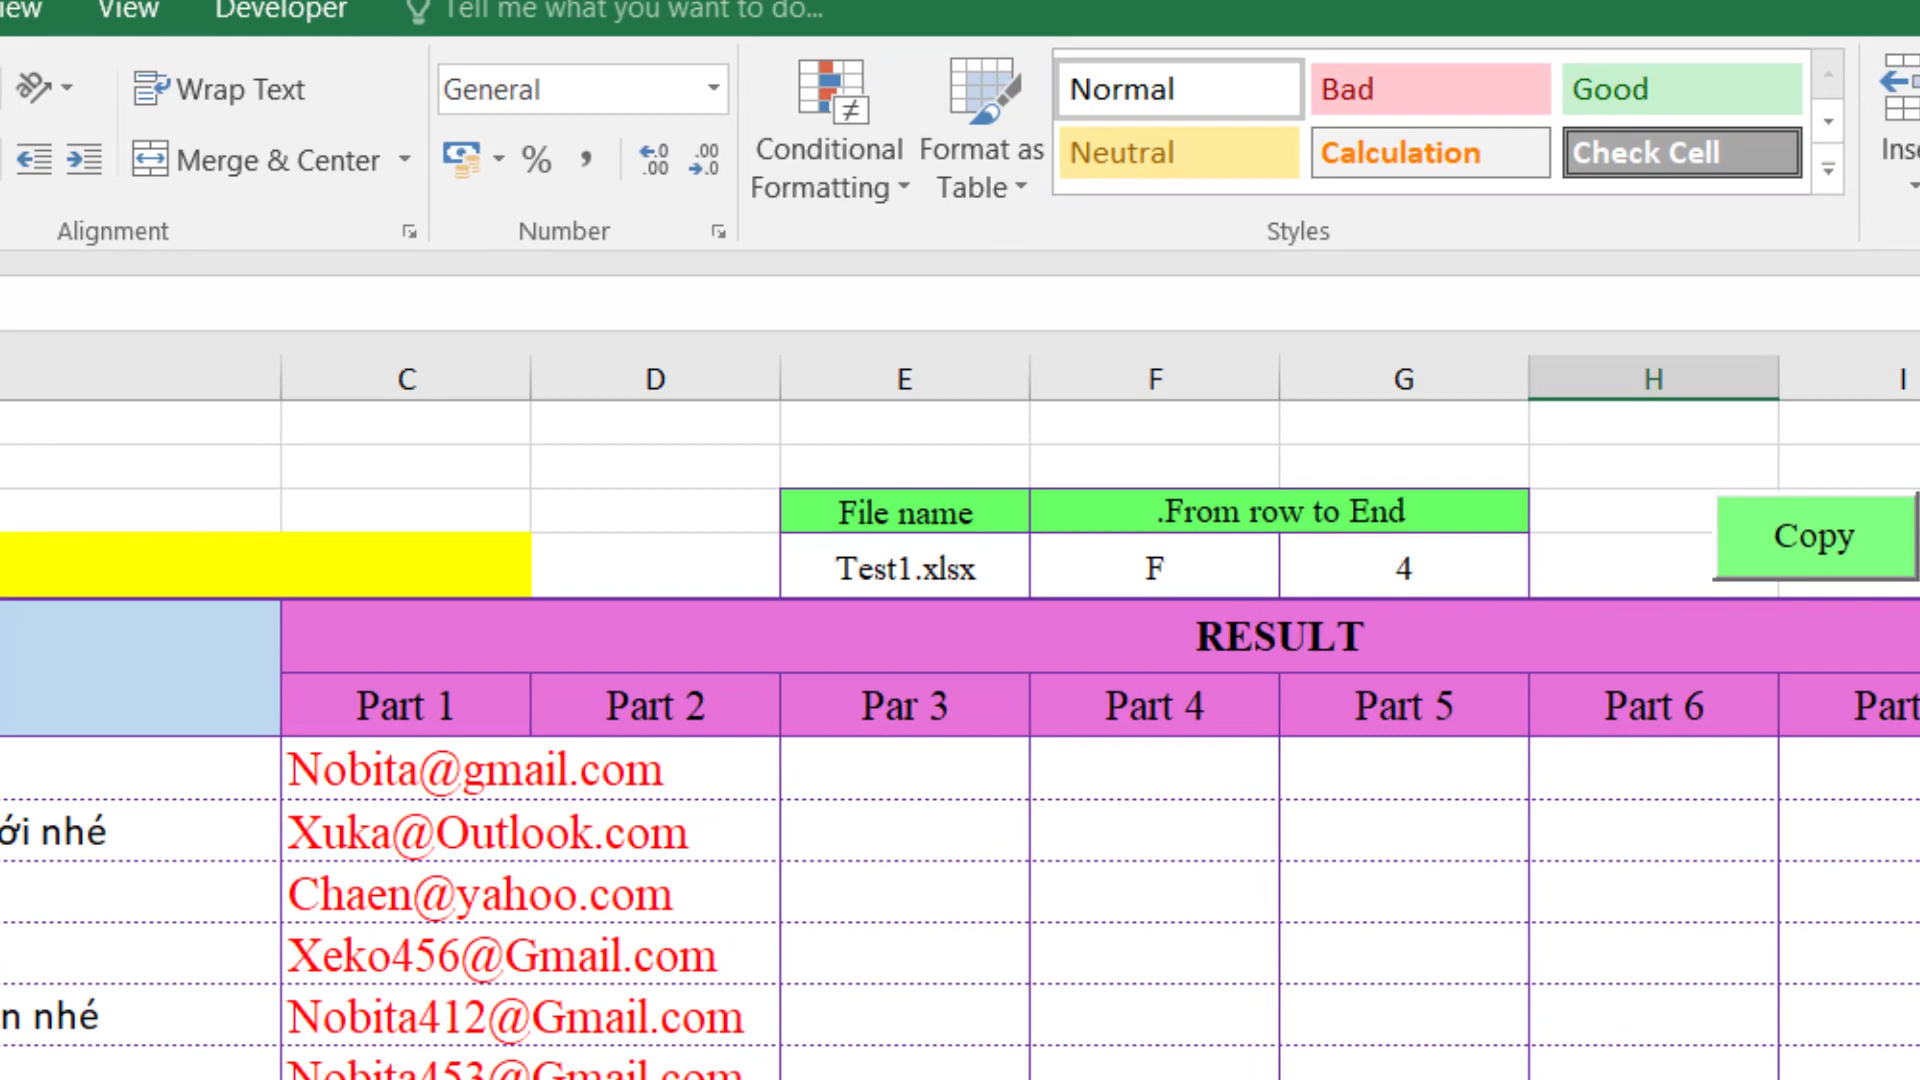 View Developer Tell me what you want to do...
Wrap Text General Normal Bad Good
Merge & Center % , Conditional Formatting Format as Table Neutral Calculation Check Cell
Alignment Number Styles
C D E F G H I
File name .From row to End
Test1.xlsx F 4 Copy
RESULT
Part 1 Part 2 Par 3 Part 4 Part 5 Part 6 Part
Nobita@gmail.com
ới nhé Xuka@Outlook.com
Chaen@yahoo.com
Xeko456@Gmail.com
n nhé Nobita412@Gmail.com
Nobita453@Gmail.com